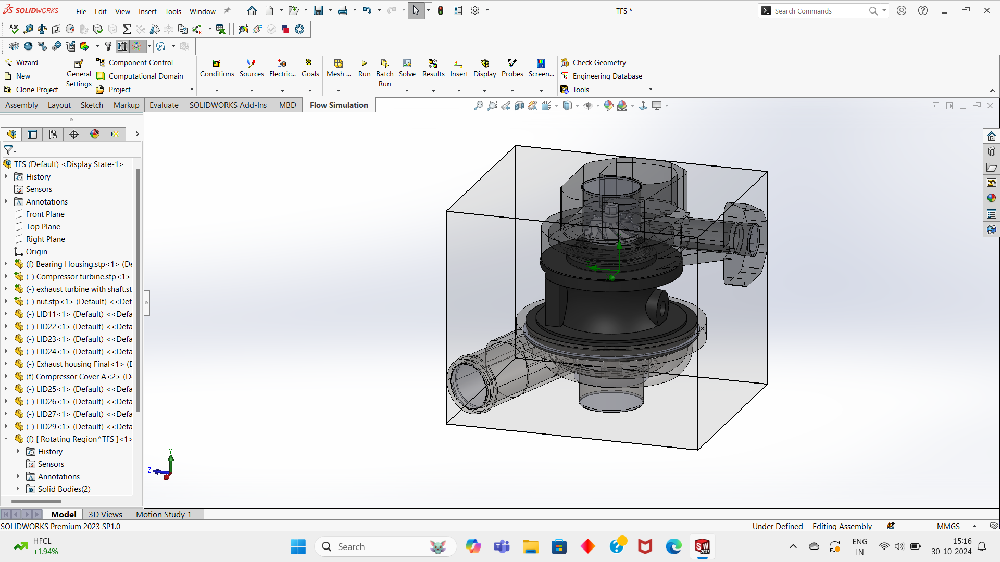 SOLIDWORKS File Edit View Insert Tools Window TFS * Search Commands
Wizard
New
Clone Project
General Settings
Component Control
Computational Domain
Project
Conditions Sources Electric... Goals Mesh ... Run Batch Run Solve Results Insert Display Probes Screen...
Check Geometry
Engineering Database
Tools
Assembly Layout Sketch Markup Evaluate SOLIDWORKS Add-Ins MBD Flow Simulation
TFS (Default) <Display State-1>
History
Sensors
Annotations
Front Plane
Top Plane
Right Plane
Origin
(f) Bearing Housing.stp<1> (De
(-) Compressor turbine.stp<1>
(-) exhaust turbine with shaft.st
(-) nut.stp<1> (Default) <<Def
(-) LID11<1> (Default) <<Defa
(-) LID22<1> (Default) <<Defa
(-) LID23<1> (Default) <<Defa
(-) LID24<1> (Default) <<Defa
(-) Exhaust housing Final<1> (D
(f) Compressor Cover A<2> (De
(-) LID25<1> (Default) <<Defa
(-) LID26<1> (Default) <<Defa
(-) LID27<1> (Default) <<Defa
(-) LID29<1> (Default) <<Defa
(f) [ Rotating Region^TFS ]<1>
History
Sensors
Annotations
Solid Bodies(2)
Y
Z
X
Model 3D Views Motion Study 1
SOLIDWORKS Premium 2023 SP1.0 Under Defined Editing Assembly MMGS
HFCL
+1.94%
Search
ENG
IN
15:16
30-10-2024